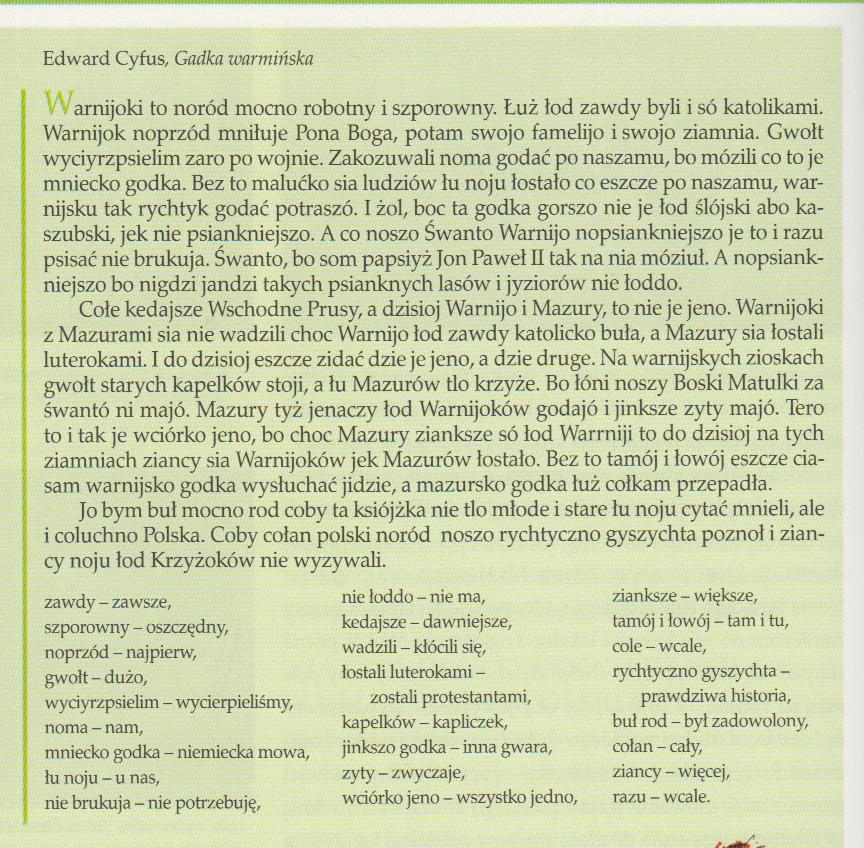 Edward Cyfus, Gadka warmińska
Warnijoki to noród mocno robotny i szporowny. Łuż łod zawdy byli i só katolikami.
Warnijok noprzód mniłuje Pona Boga, potam swojo famelijo i swojo ziamnia. Gwołt
wyciyrzpsielim zaro po wojnie. Zakozuwali noma godać po naszamu, bo mózili co to je
mniecko godka. Bez to malućko sia ludziów łu noju łostało co eszcze po naszamu, war-
nijsku tak rychtyk godać potraszó. I żol, boc ta godka gorszo nie je łod ślójski abo ka-
szubski, jek nie psiankniejszo. A co noszo Świanto Warnijo nopsiankniejszo je to i razu
psisać nie brukuja. Śwanto, bo som papsiyż Jon Paweł II tak na nia móziuł. A nopsiank-
niejszo bo nigdzi jandzi takych psianknych lasów i jyziorów nie łoddo.
Cołe kedajsze Wschodne Prusy, a dzisioj Warnijo i Mazury, to nie je jeno. Warnijoki
z Mazurami sia nie wadzili choc Warnijo łod zawdy katolicko buła, a Mazury sia łostali
luterokami. I do dzisioj eszcze zidać dzie je jeno, a dzie druge. Na warnijskych zioskach
gwołt starych kapelków stoji, a łu Mazurów tlo krzyże. Bo łóni noszy Boski Matulki za
śwantó ni majó. Mazury tyż jenaczy łod Warnijoków godajó i jinksze zyty majó. Tero
to i tak je wciórko jeno, bo choc Mazury zianksze só łod Warrniji to do dzisioj na tych
ziamniach ziancy sia Warnijoków jek Mazurów łostało. Bez to tamój i łowój eszcze cia-
sam warnijsko godka wysłuchać jidzie, a mazursko godka łuż cołkam przepadła.
Jo bym buł mocno rod coby ta ksiójżka nie tlo młode i stare łu noju cytać mnieli, ale
i coluchno Polska. Coby cołan polski noród noszo rychtyczno gyszychta poznoł i zian-
cy noju łod Krzyżoków nie wyzywali.
zawdy – zawsze,
szporowny – oszczędny,
noprzód – najpierw,
gwołt – dużo,
wyciyrzpsielim – wycierpieliśmy,
noma – nam,
mniecko godka – niemiecka mowa,
łu noju – u nas,
nie brukuja – nie potrzebuję,
nie łoddo – nie ma,
kedajsze – dawniejsze,
wadzili – kłócili się,
łostali luterokami –
zostali protestantami,
kapelków – kapliczek,
jinkszo godka – inna gwara,
zyty – zwyczaje,
wciórko jeno – wszystko jedno,
zianksze – większe,
tamój i łowój – tam i tu,
cole – wcale,
rychtyczno gyszychta –
prawdziwa historia,
buł rod – był zadowolony,
cołan – cały,
ziancy – więcej,
razu – wcale.